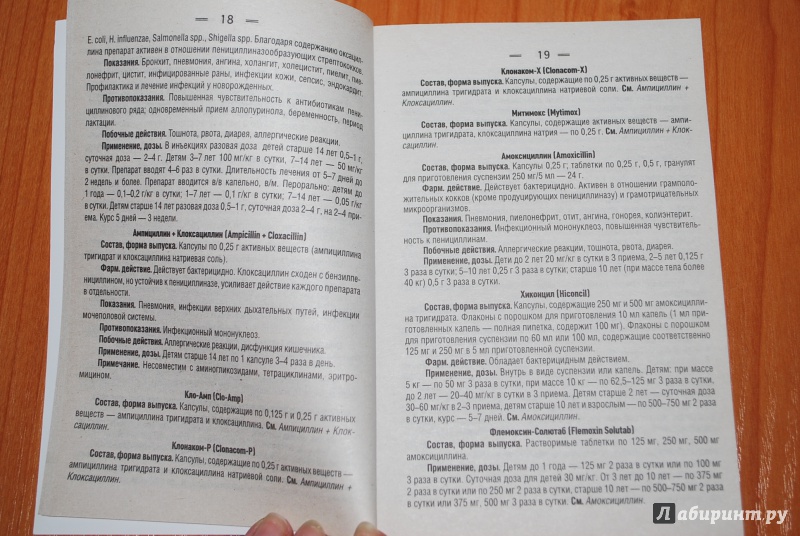 — 18 —
E. coli, H. influenzae, Salmonella spp., Shigella spp. Благодаря содержанию оксацил-
лина препарат активен в отношении пенициллиназообразующих стрептококков.
Показания. Бронхит, пневмония, ангина, холангит, холецистит, пиелит, пие-
лонефрит, цистит, инфицированные раны, инфекции кожи, сепсис, эндокардит.
Профилактика и лечение инфекций у новорожденных.
Противопоказания. Повышенная чувствительность к антибиотикам пени-
циллинового ряда; одновременный прием аллопуринола, беременность, период
лактации.
Побочные действия. Тошнота, рвота, диарея, аллергические реакции.
Применение, дозы. В инъекциях разовая доза детей старше 14 лет 0,5–1 г,
суточная доза — 2–4 г. Детям 3–7 лет 100 мг/кг в сутки, 7–14 лет — 50 мг/кг
в сутки. Препарат вводят 4–6 раз в сутки. Длительность лечения от 5–7 дней до
2 недель и более. Препарат вводится в/в капельно, в/м. Перорально: детям до
1 года — 0,1–0,2 г/кг в сутки; 1–7 лет — 0,1 г/кг в сутки; 7–14 лет — 0,05 г/кг
в сутки. Детям старше 14 лет разовая доза 0,5–1 г, суточная доза 2–4 г, на 2–4 при-
ема. Курс 5 дней — 3 недели.
Ампициллин + Клоксациллин (Ampicillin + Cloxacillin)
Состав, форма выпуска. Капсулы по 0,25 г активных веществ (ампициллина
тригидрат и клоксациллина натриевая соль).
Фарм. действие. Действует бактерицидно. Клоксациллин сходен с бензилпе-
нициллином, но устойчив к пенициллиназе, усиливает действие каждого препарата
в отдельности.
Показания. Пневмония, инфекции верхних дыхательных путей, инфекции
мочеполовой системы.
Противопоказания. Инфекционный мононуклеоз.
Побочные действия. Аллергические реакции, дисфункция кишечника.
Применение, дозы. Детям старше 14 лет по 1 капсуле 3–4 раза в день.
Примечание. Несовместим с аминогликозидами, тетрациклинами, эритро-
мицином.
Кло-Амп (Clo-Amp)
Состав, форма выпуска. Капсулы, содержащие по 0,125 г и 0,25 г активных
веществ — ампициллина тригидрата и клоксациллина. См. Ампициллин + Клок-
сациллин.
Клонаком-Р (Clonacom-P)
Состав, форма выпуска. Капсулы, содержащие по 0,25 г активных веществ —
ампициллина тригидрата и клоксациллина натриевой соли. См. Ампициллин +
Клоксациллин.
— 19 —
Клонаком-Х (Clonacom-X)
Состав, форма выпуска. Капсулы, содержащие по 0,25 г активных веществ —
ампициллина тригидрата и клоксациллина натриевой соли. См. Ампициллин +
Клоксациллин.
Митимокс (Mytimox)
Состав, форма выпуска. Капсулы, содержащие активных веществ — ампи-
циллина тригидрата, клоксациллина натрия — по 0,25 г. См. Ампициллин + Клок-
сациллин.
Амоксициллин (Amoxicillin)
Состав, форма выпуска. Капсулы 0,25 г; таблетки по 0,25 г, 0,5 г, гранулят
для приготовления суспензии 250 мг/5 мл — 24 г.
Фарм. действие. Действует бактерицидно. Активен в отношении грамполо-
жительных кокков (кроме продуцирующих пенициллиназу) и грамотрицательных
микроорганизмов.
Показания. Пневмония, пиелонефрит, отит, ангина, гонорея, колиэнтерит.
Противопоказания. Инфекционный мононуклеоз, повышенная чувствитель-
ность к пенициллинам.
Побочные действия. Аллергические реакции, тошнота, рвота, диарея.
Применение, дозы. Дети до 2 лет 20 мг/кг в сутки в 3 приема, 2–5 лет 0,125 г
3 раза в сутки; 5–10 лет 0,25 г 3 раза в сутки; старше 10 лет (при массе тела более
40 кг) 0,5 г 3 раза в сутки.
Хиконцил (Hiconcil)
Состав, форма выпуска. Капсулы, содержащие 250 мг и 500 мг амоксицил-
лина тригидрата. Флаконы с порошком для приготовления 10 мл капель (1 мл при-
готовленных капель — полная пипетка, содержит 100 мг). Флаконы с порошком
для приготовления суспензии по 60 мл или 100 мл, содержащие соответственно
125 мг и 250 мг в 5 мл приготовленной суспензии.
Фарм. действие. Обладает бактерицидным действием.
Применение, дозы. Внутрь в виде суспензии или капель. Детям: при массе
5 кг — по 50 мг 3 раза в сутки, при массе 10 кг — по 62,5–125 мг 3 раза в сутки.
до 1 года — 20–40 мг/кг 3 раза в сутки. Детям старше 2 лет — суточная доза
30–60 мг/кг в 2–3 приема, детям старше 10 лет и взрослым — по 500–750 мг 2 раза
в сутки, курс — 5–7 дней. См. Амоксициллин.
Флемоксин-Солютаб (Flemoxin Solutab)
Состав, форма выпуска. Растворимые таблетки по 125 мг, 250 мг, 500 мг
амоксициллина.
Применение, дозы. Детям до 1 года — 125 мг 2 раза в сутки или по 100 мг
3 раза в сутки. Суточная доза для детей 30 мг/кг. От 3 лет до 10 лет — по 375 мг
2 раза в сутки или по 250 мг 2 раза в сутки, старше 10 лет — по 500–750 мг 2 раза
в сутки или 375 мг, 500 мг 3 раза в сутки. См. Амоксициллин.
Лабиринт.ру